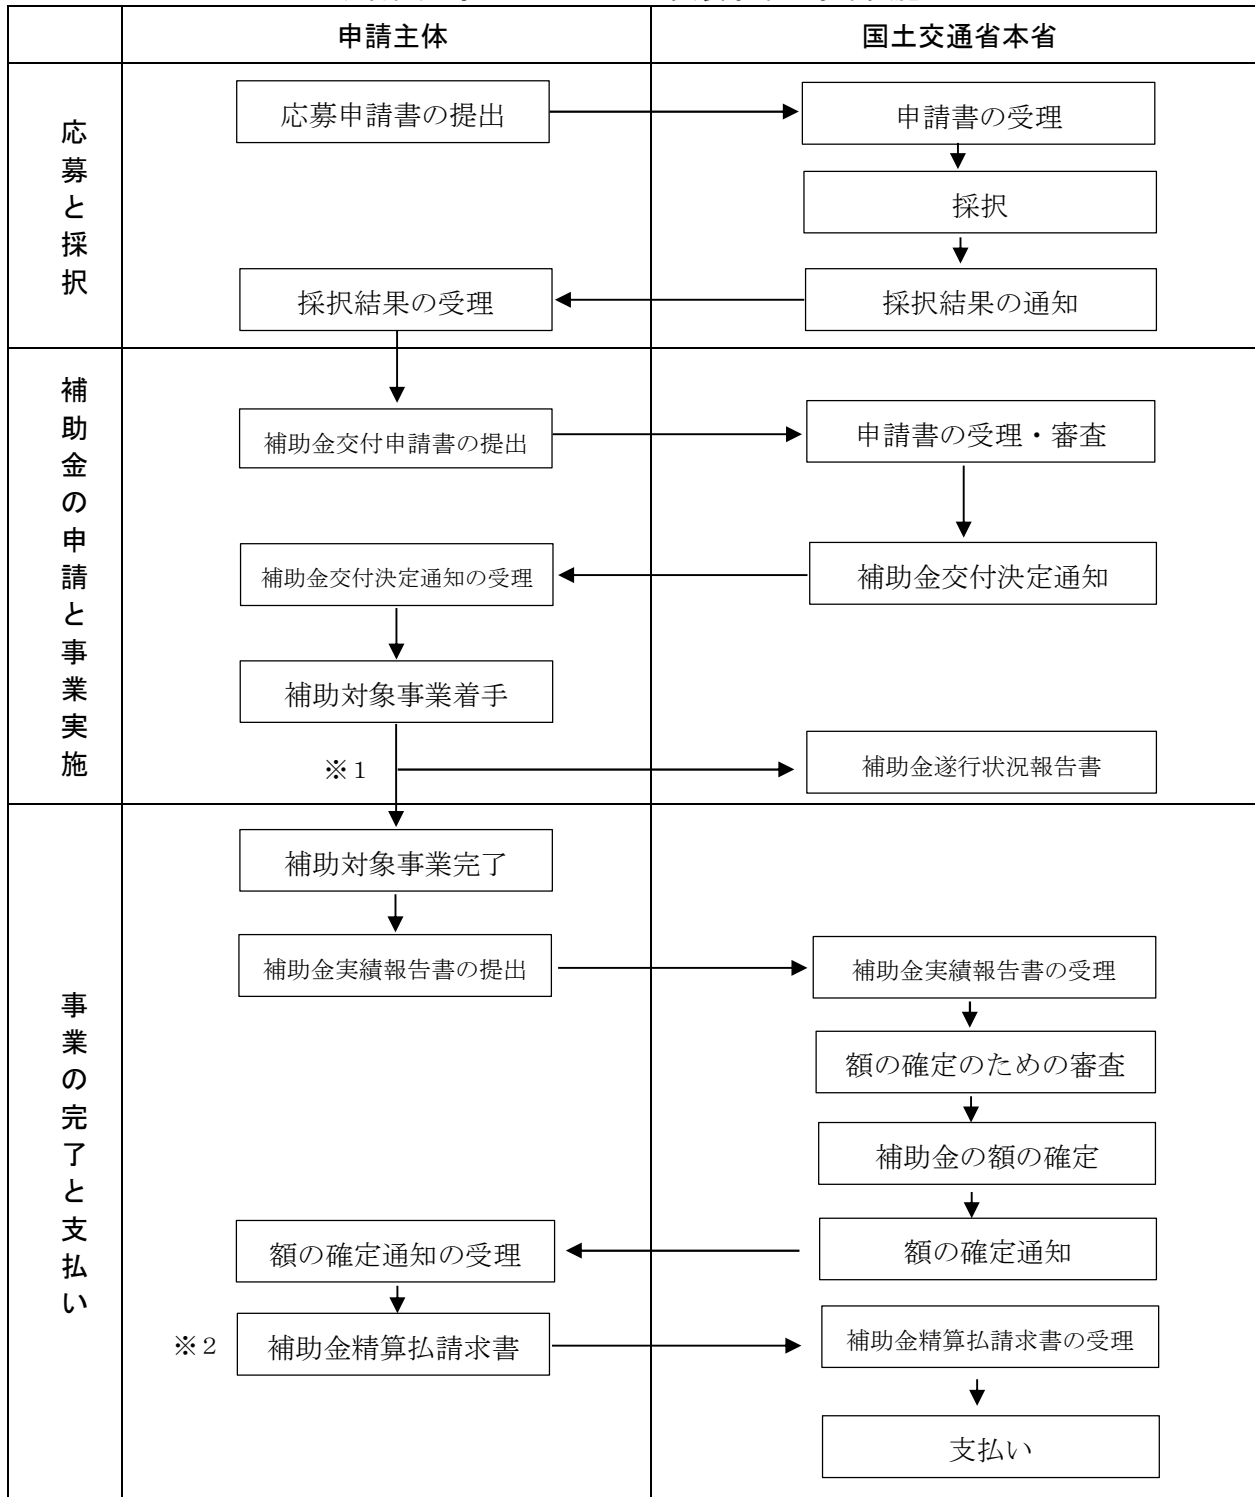 申請主体
国土交通省本省
応募と採択
応募申請書の提出
申請書の受理
採択
採択結果の受理
採択結果の通知
補助金の申請と事業実施
補助金交付申請書の提出
申請書の受理・審査
補助金交付決定通知の受理
補助金交付決定通知
補助対象事業着手
※1
補助金遂行状況報告書
事業の完了と支払い
補助対象事業完了
補助金実績報告書の提出
補助金実績報告書の受理
額の確定のための審査
補助金の額の確定
額の確定通知の受理
額の確定通知
※2
補助金精算払請求書
補助金精算払請求書の受理
支払い